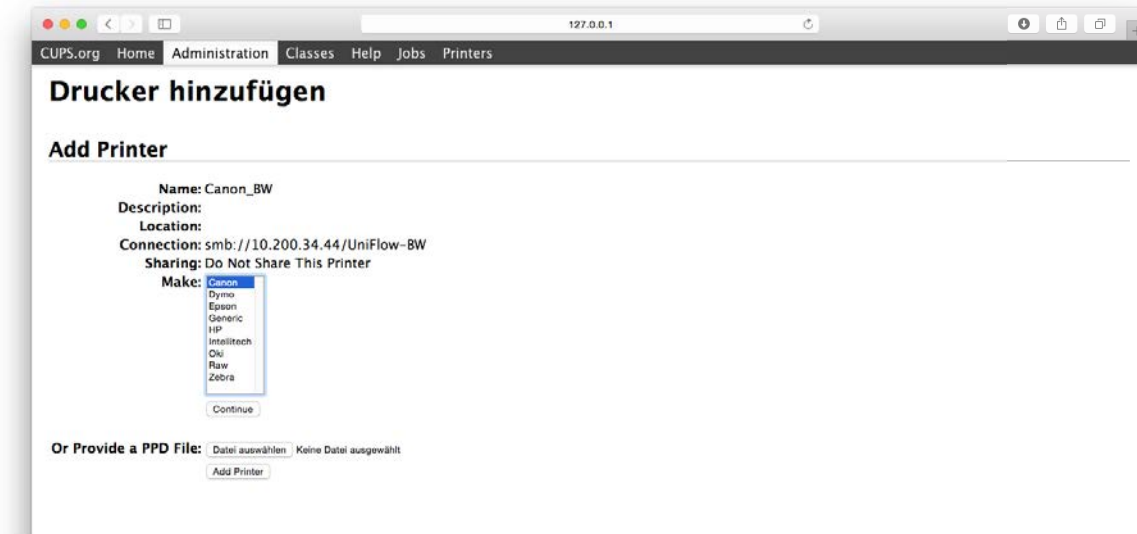 127.0.0.1
CUPS.org Home Administration Classes Help Jobs Printers
Drucker hinzufügen
Add Printer
Name: Canon_BW
Description:
Location:
Connection: smb://10.200.34.44/UniFlow-BW
Sharing: Do Not Share This Printer
Make: Canon
Dymo
Epson
Generic
HP
Intellitech
Oki
Raw
Zebra
Continue
Or Provide a PPD File: Datei auswählen Keine Datei ausgewählt
Add Printer